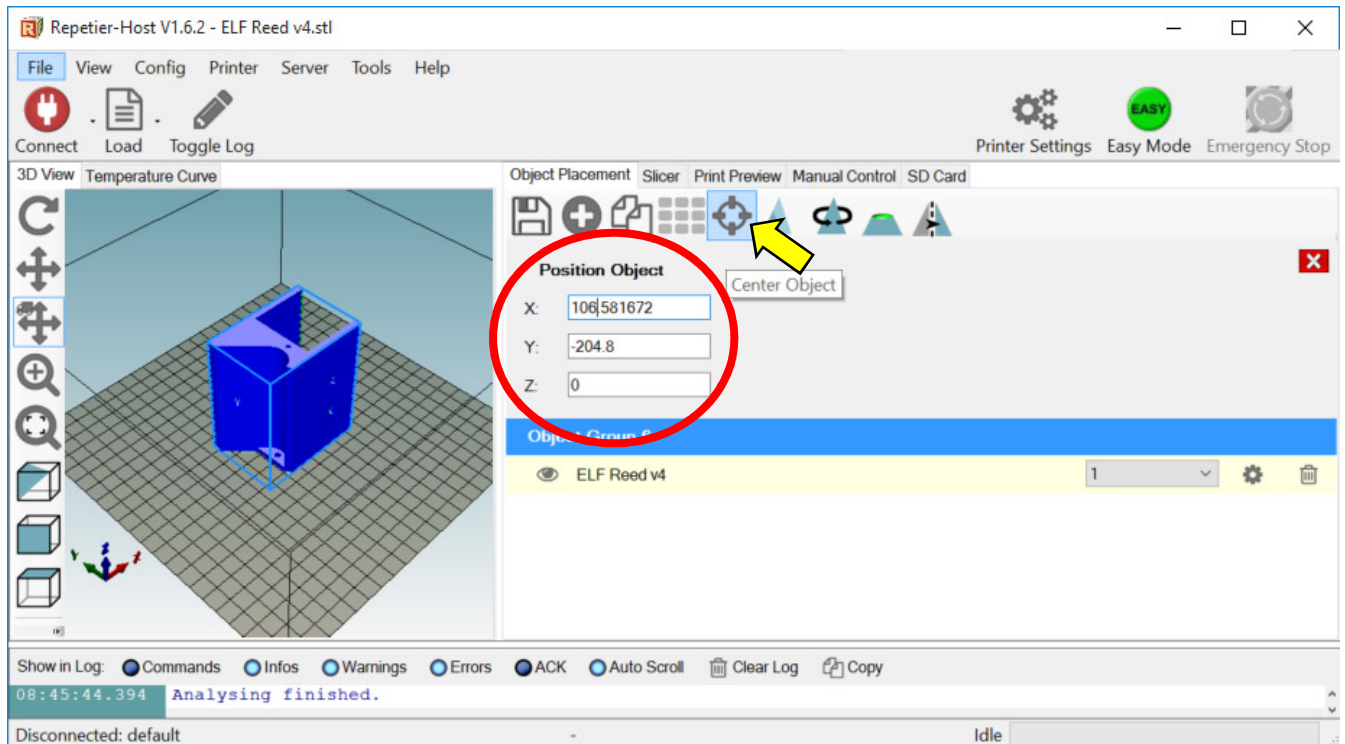 Repetier-Host V1.6.2 - ELF Reed v4.stl
File View Config Printer Server Tools Help
EASY
Connect Load Toggle Log Printer Settings Easy Mode Emergency Stop
3D View Temperature Curve Object Placement Slicer Print Preview Manual Control SD Card
Position Object
Center Object
X: 106.581672
Y: -204.8
Z: 0
ELF Reed v4 1
Show in Log: Commands Infos Warnings Errors ACK Auto Scroll Clear Log Copy
08:45:44.394 Analysing finished.
Disconnected: default - Idle